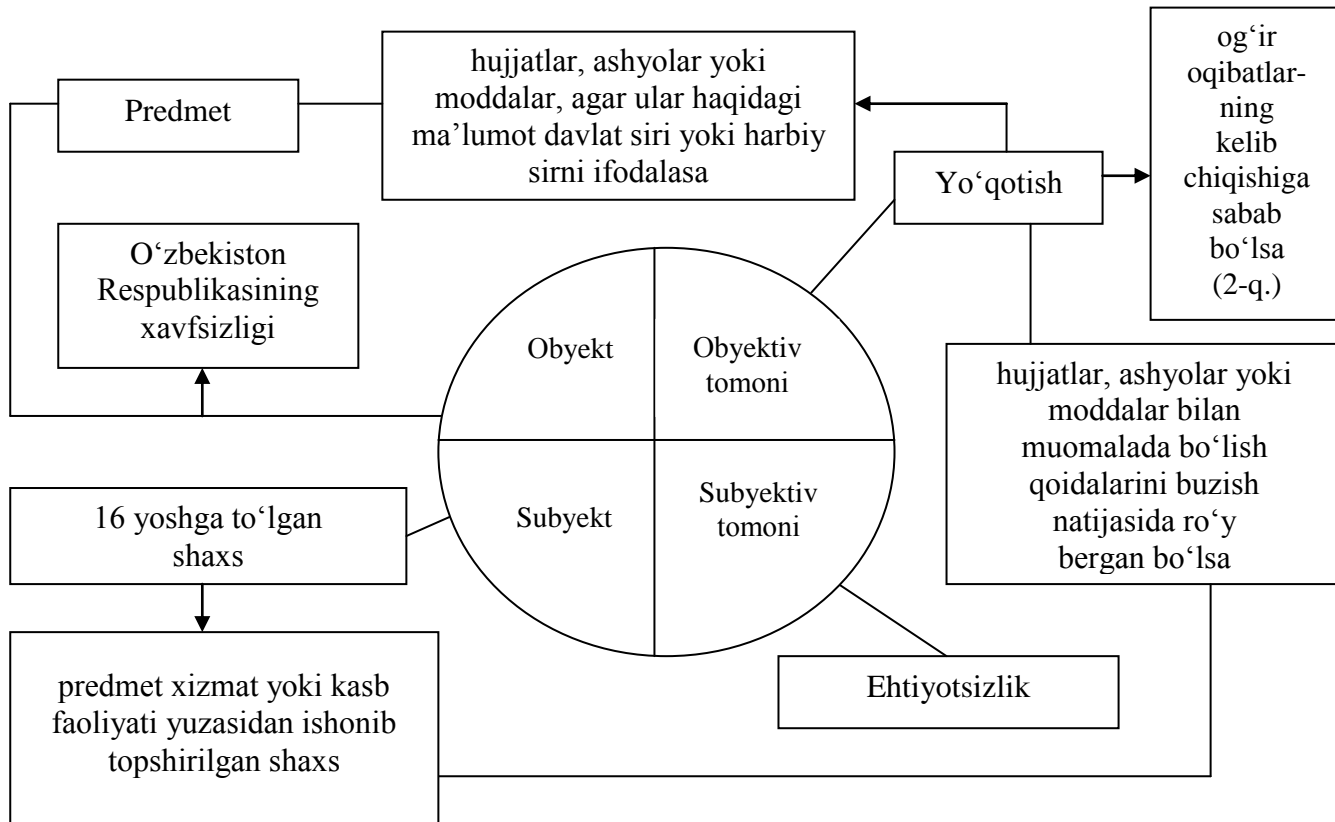 Predmet
hujjatlar, ashyolar yoki
moddalar, agar ular haqidagi
ma’lumot davlat siri yoki harbiy
sirni ifodalasa
Yo‘qotish
og‘ir
oqibatlar-
ning
kelib
chiqishiga
sabab
bo‘lsa
(2-q.)
O‘zbekiston
Respublikasining
xavfsizligi
Obyekt
Obyektiv
tomoni
hujjatlar, ashyolar yoki
moddalar bilan
muomalada bo‘lish
qoidalarini buzish
natijasida ro‘y
bergan bo‘lsa
16 yoshga to‘lgan
shaxs
Subyekt
Subyektiv
tomoni
predmet xizmat yoki kasb
faoliyati yuzasidan ishonib
topshirilgan shaxs
Ehtiyotsizlik